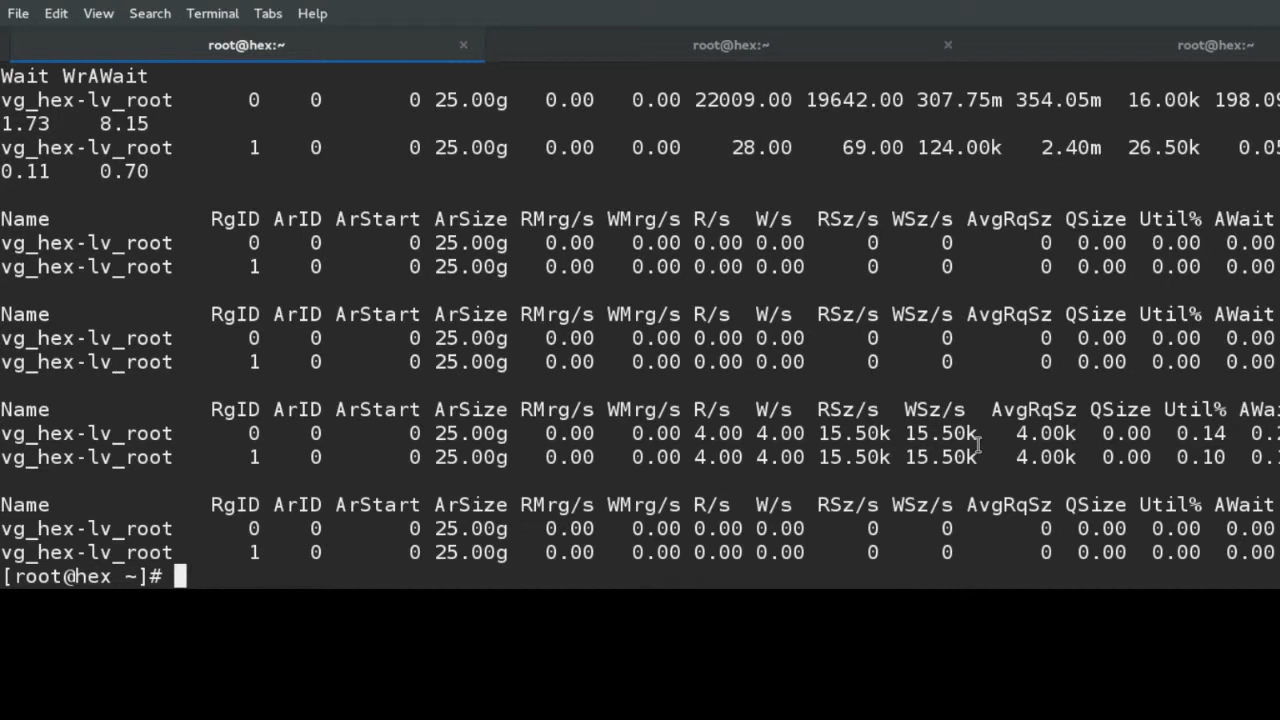 File Edit View Search Terminal Tabs Help
root@hex:~ × root@hex:~ × root@hex:~
Wait WrAWait
vg_hex-lv_root 0 0 0 25.00g 0.00 0.00 22009.00 19642.00 307.75m 354.05m 16.00k 198.09
1.73 8.15
vg_hex-lv_root 1 0 0 25.00g 0.00 0.00 28.00 69.00 124.00k 2.40m 26.50k 0.05
0.11 0.70
Name RgID ArID ArStart ArSize RMrg/s WMrg/s R/s W/s RSz/s WSz/s AvgRqSz QSize Util% AWait
vg_hex-lv_root 0 0 0 25.00g 0.00 0.00 0.00 0.00 0 0 0 0.00 0.00 0.00
vg_hex-lv_root 1 0 0 25.00g 0.00 0.00 0.00 0.00 0 0 0 0.00 0.00 0.00
Name RgID ArID ArStart ArSize RMrg/s WMrg/s R/s W/s RSz/s WSz/s AvgRqSz QSize Util% AWait
vg_hex-lv_root 0 0 0 25.00g 0.00 0.00 0.00 0.00 0 0 0 0.00 0.00 0.00
vg_hex-lv_root 1 0 0 25.00g 0.00 0.00 0.00 0.00 0 0 0 0.00 0.00 0.00
Name RgID ArID ArStart ArSize RMrg/s WMrg/s R/s W/s RSz/s WSz/s AvgRqSz QSize Util% AWai
vg_hex-lv_root 0 0 0 25.00g 0.00 0.00 4.00 4.00 15.50k 15.50k 4.00k 0.00 0.14 0.
vg_hex-lv_root 1 0 0 25.00g 0.00 0.00 4.00 4.00 15.50k 15.50k 4.00k 0.00 0.10 0.
Name RgID ArID ArStart ArSize RMrg/s WMrg/s R/s W/s RSz/s WSz/s AvgRqSz QSize Util% AWait
vg_hex-lv_root 0 0 0 25.00g 0.00 0.00 0.00 0.00 0 0 0 0.00 0.00 0.00
vg_hex-lv_root 1 0 0 25.00g 0.00 0.00 0.00 0.00 0 0 0 0.00 0.00 0.00
[root@hex ~]#